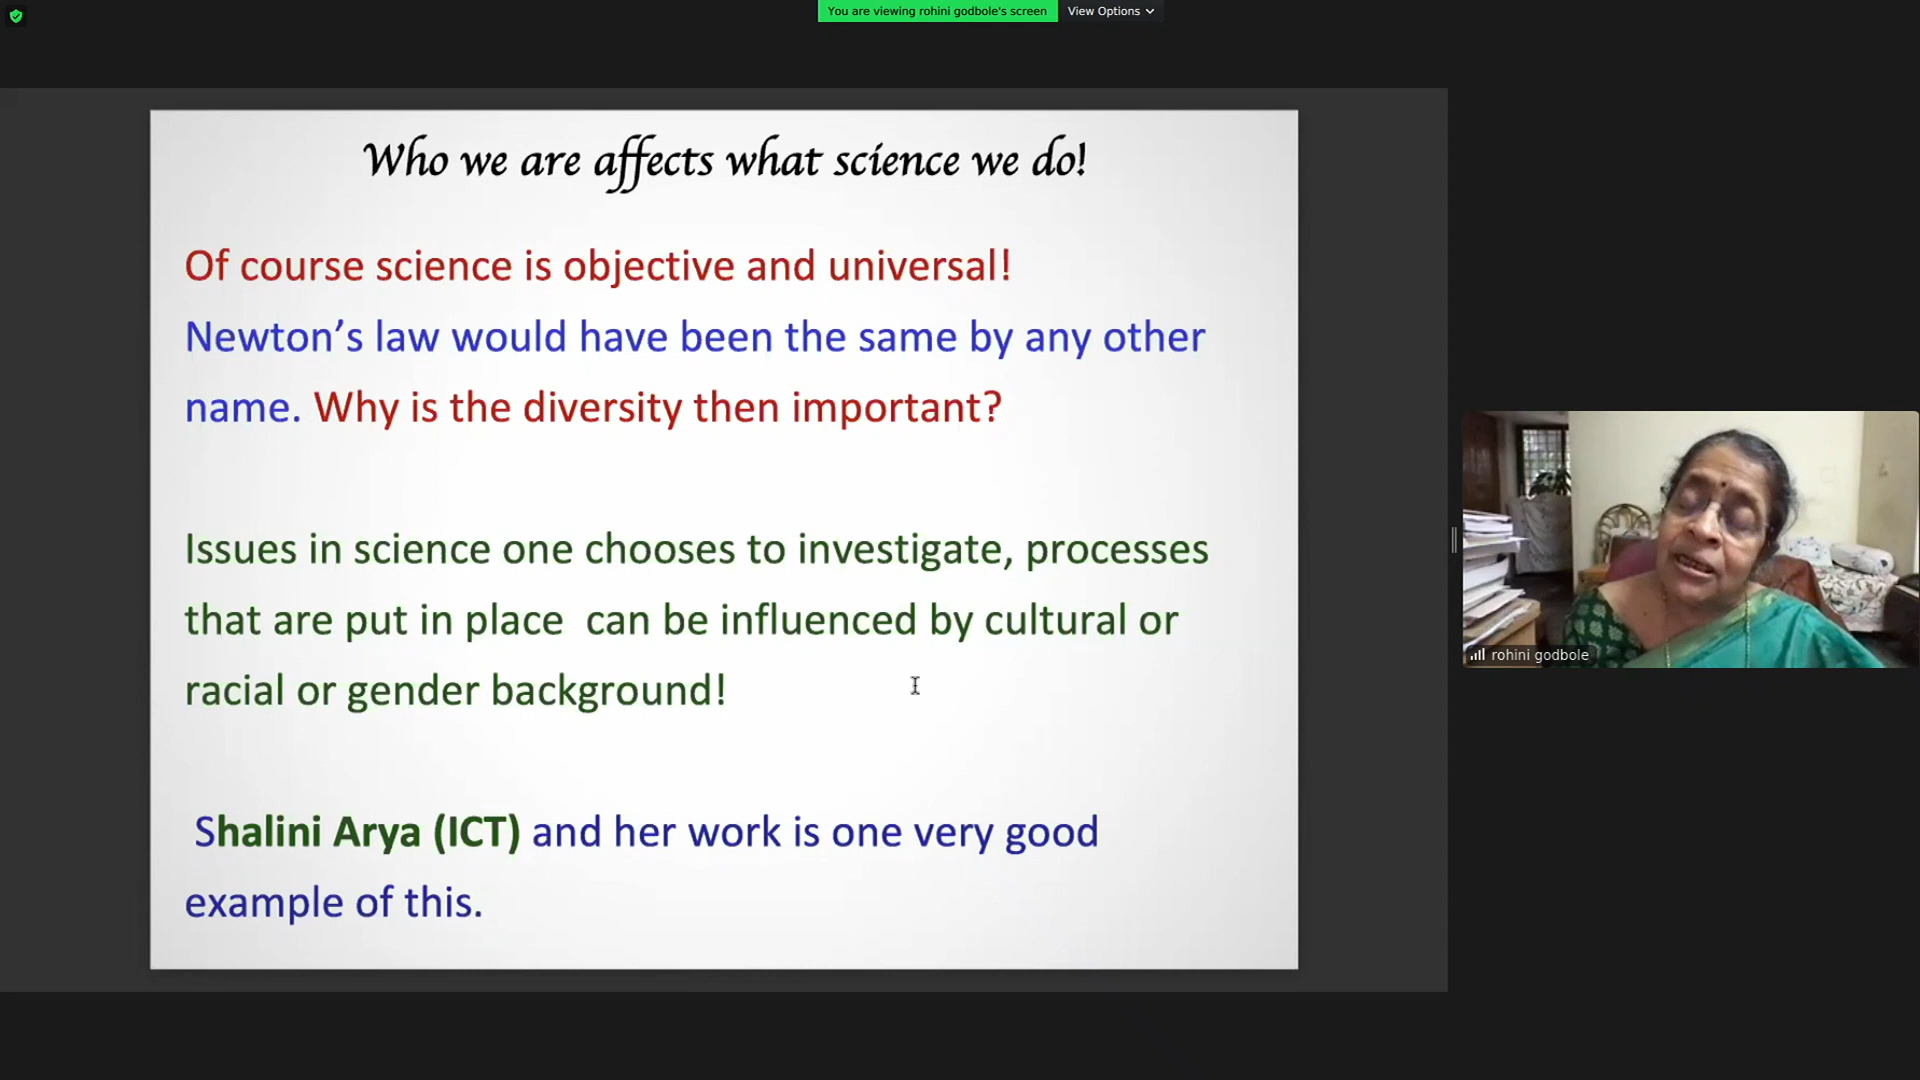 You are viewing rohini godbole's screen View Options
Who we are affects what science we do!
Of course science is objective and universal!
Newton’s law would have been the same by any other
name. Why is the diversity then important?
Issues in science one chooses to investigate, processes
that are put in place can be influenced by cultural or
racial or gender background!
Shalini Arya (ICT) and her work is one very good
example of this.
rohini godbole